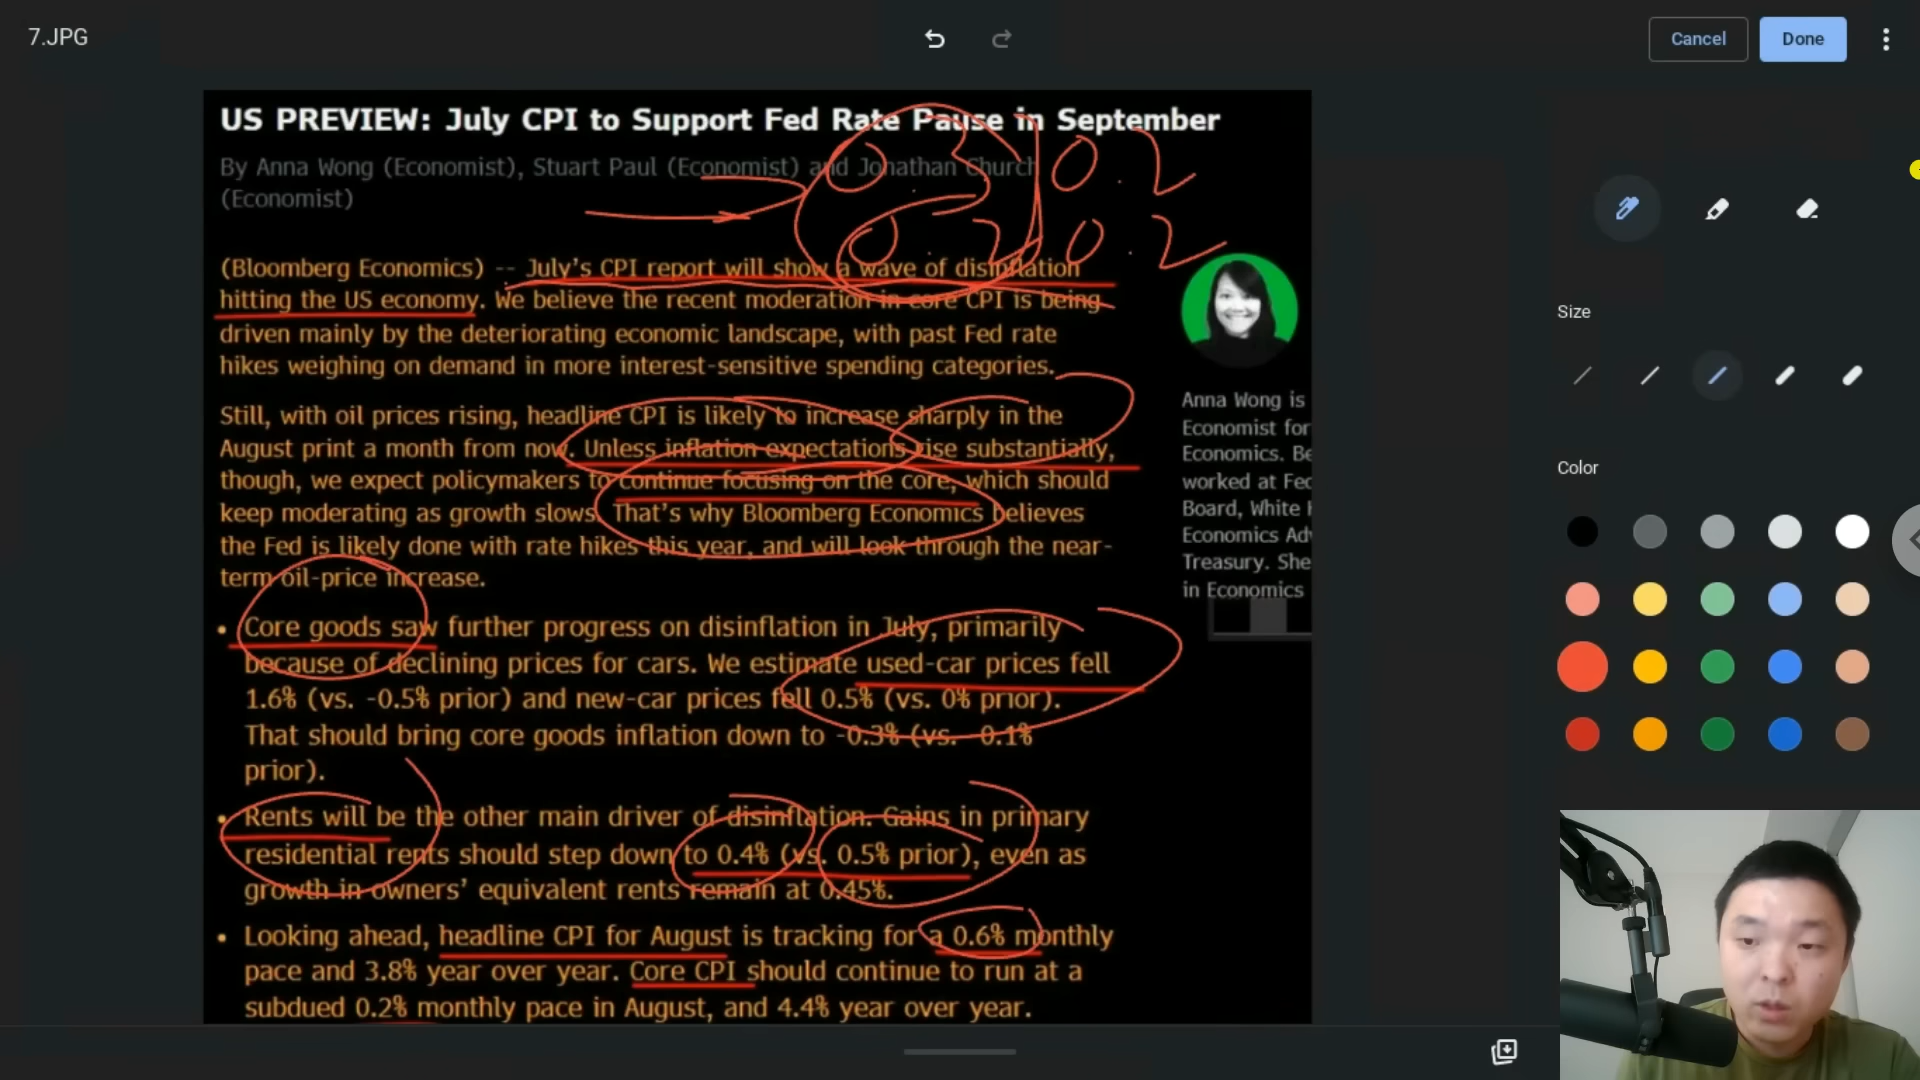 7.JPG
Cancel
Done
US PREVIEW: July CPI to Support Fed Rate Pause in September
By Anna Wong (Economist), Stuart Paul (Economist) and Jonathan Church
(Economist)
0.3 0.2
0.2 0.2
(Bloomberg Economics) -- July's CPI report will show a wave of disinflation
hitting the US economy. We believe the recent moderation in core CPI is being
driven mainly by the deteriorating economic landscape, with past Fed rate
hikes weighing on demand in more interest-sensitive spending categories.
Still, with oil prices rising, headline CPI is likely to increase sharply in the
August print a month from now. Unless inflation expectations rise substantially,
though, we expect policymakers to continue focusing on the core, which should
keep moderating as growth slows. That's why Bloomberg Economics believes
the Fed is likely done with rate hikes this year, and will look through the near-
term oil-price increase.
• Core goods saw further progress on disinflation in July, primarily
because of declining prices for cars. We estimate used-car prices fell
1.6% (vs. -0.5% prior) and new-car prices fell 0.5% (vs. 0% prior).
That should bring core goods inflation down to -0.3% (vs. -0.1%
prior).
• Rents will be the other main driver of disinflation. Gains in primary
residential rents should step down to 0.4% (vs. 0.5% prior), even as
growth in owners' equivalent rents remain at 0.45%.
• Looking ahead, headline CPI for August is tracking for a 0.6% monthly
pace and 3.8% year over year. Core CPI should continue to run at a
subdued 0.2% monthly pace in August, and 4.4% year over year.
Anna Wong is
Economist for
Economics. Be
worked at Fed
Board, White H
Economics Adv
Treasury. She
in Economics
Size
Color